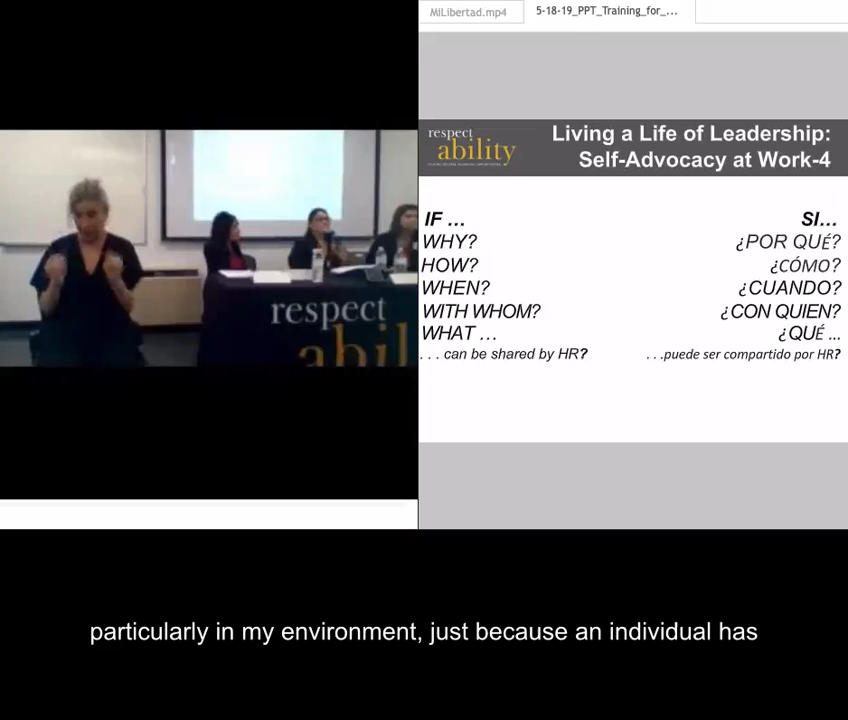 MiLibertad.mp4
5-18-19_PPT_Training_for_...
respect
ability
Living a Life of Leadership:
Self-Advocacy at Work-4
IF …
SI…
WHY?
¿POR QUÉ?
HOW?
¿CÓMO?
WHEN?
¿CUANDO?
WITH WHOM?
¿CON QUIEN?
WHAT …
¿QUÉ ...
. . . can be shared by HR?
. . .puede ser compartido por HR?
respect
abil
particularly in my environment, just because an individual has